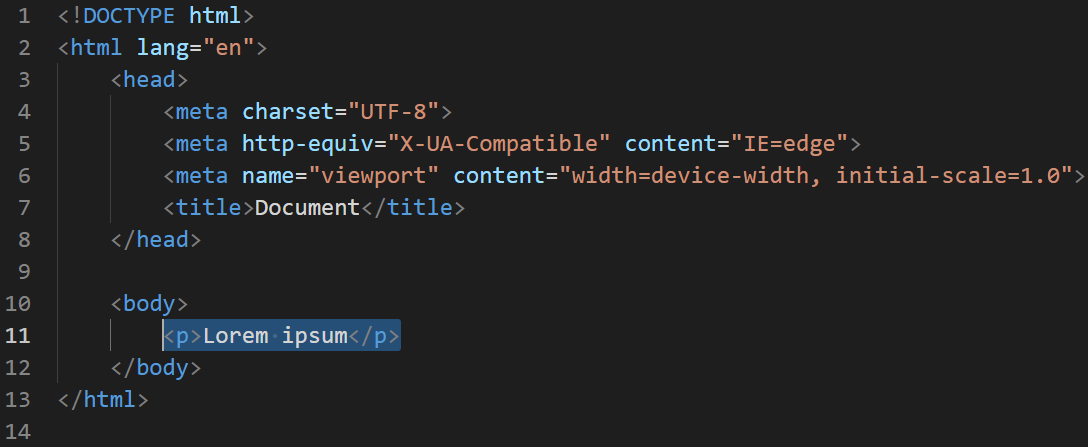 1 <!DOCTYPE html>
2 <html lang="en">
3     <head>
4         <meta charset="UTF-8">
5         <meta http-equiv="X-UA-Compatible" content="IE=edge">
6         <meta name="viewport" content="width=device-width, initial-scale=1.0">
7         <title>Document</title>
8     </head>
9
10     <body>
11         <p>Lorem ipsum</p>
12     </body>
13 </html>
14